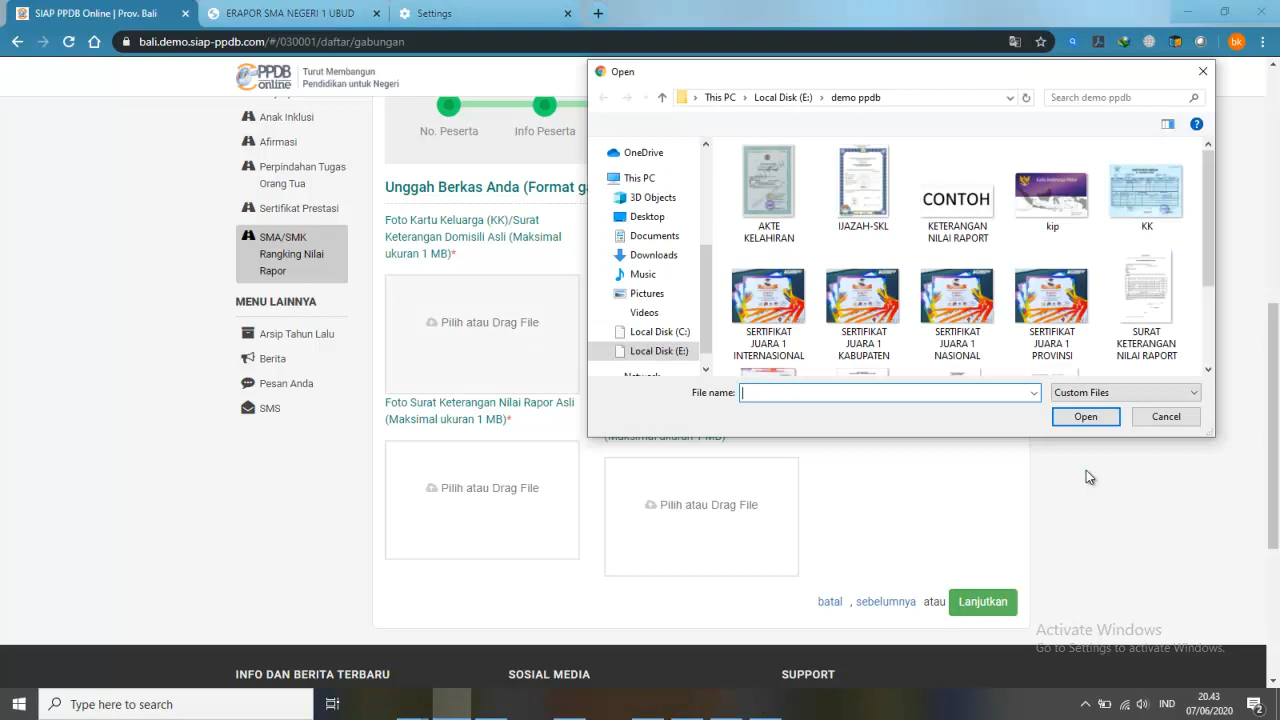 SIAP PPDB Online | Prov. Bali
ERAPOR SMA NEGERI 1 UBUD
Settings
bali.demo.siap-ppdb.com/#/030001/daftar/gabungan
bk
PPDB online
Turut Membangun
Pendidikan untuk Negeri
Anak Inklusi
Afirmasi
Perpindahan Tugas
Orang Tua
Sertifikat Prestasi
SMA/SMK
Rangking Nilai
Rapor
MENU LAINNYA
Arsip Tahun Lalu
Berita
Pesan Anda
SMS
No. Peserta
Info Peserta
Unggah Berkas Anda (Format ga
Foto Kartu Keluarga (KK)/Surat
Keterangan Domisili Asli (Maksimal
ukuran 1 MB)*
Pilih atau Drag File
Foto Surat Keterangan Nilai Rapor Asli
(Maksimal ukuran 1 MB)*
Pilih atau Drag File
(Maksimal ukuran 1 MB)
Pilih atau Drag File
batal , sebelumnya atau Lanjutkan
Open
This PC
Local Disk (E:)
demo ppdb
Search demo ppdb
OneDrive
This PC
3D Objects
Desktop
Documents
Downloads
Music
Pictures
Videos
Local Disk (C:)
Local Disk (E:)
Network
AKTE
KELAHIRAN
IJAZAH-SKL
CONTOH
KETERANGAN
NILAI RAPORT
kip
KK
SERTIFIKAT
JUARA 1
INTERNASIONAL
SERTIFIKAT
JUARA 1
KABUPATEN
SERTIFIKAT
JUARA 1
NASIONAL
SERTIFIKAT
JUARA 1
PROVINSI
SURAT
KETERANGAN
NILAI RAPORT
File name:
Custom Files
Open
Cancel
Activate Windows
Go to Settings to activate Windows.
INFO DAN BERITA TERBARU
SOSIAL MEDIA
SUPPORT
Type here to search
IND
20.43
07/06/2020
2